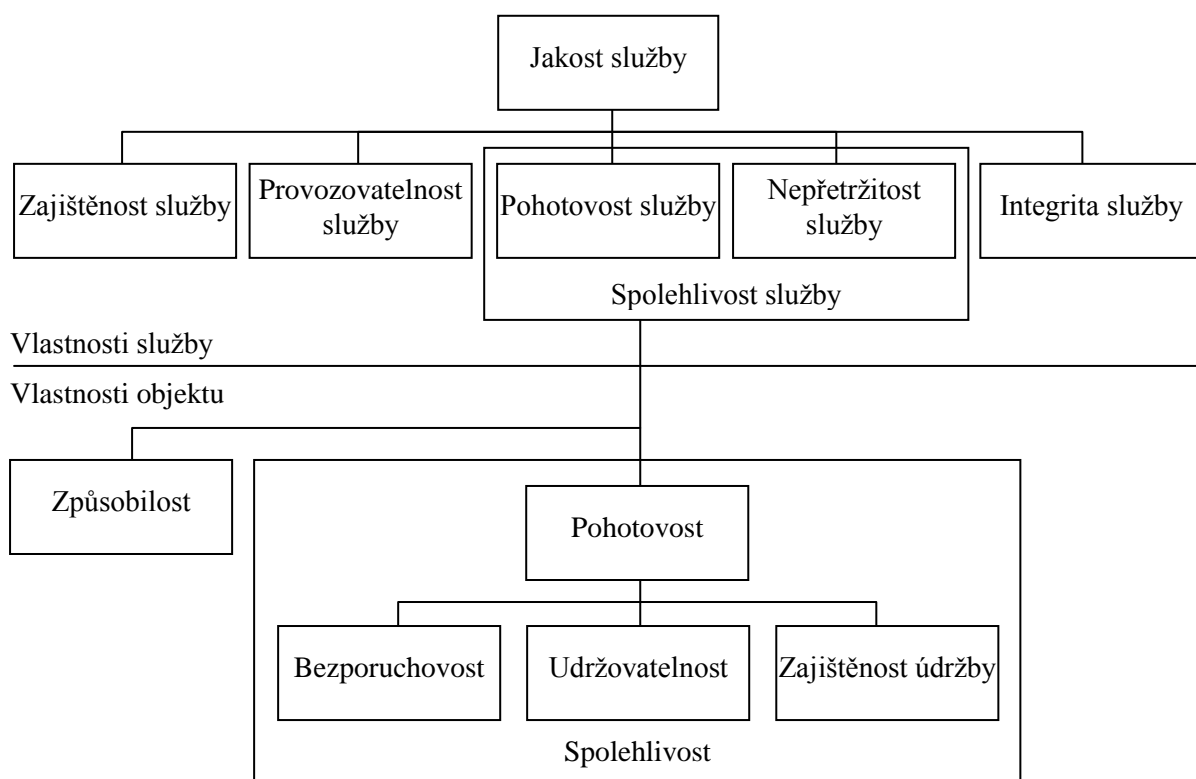 Jakost služby
Zajištěnost služby
Provozovatelnost
služby
Pohotovost služby
Nepřetržitost
služby
Integrita služby
Spolehlivost služby
Vlastnosti služby
Vlastnosti objektu
Způsobilost
Pohotovost
Bezporuchovost
Udržovatelnost
Zajištěnost údržby
Spolehlivost